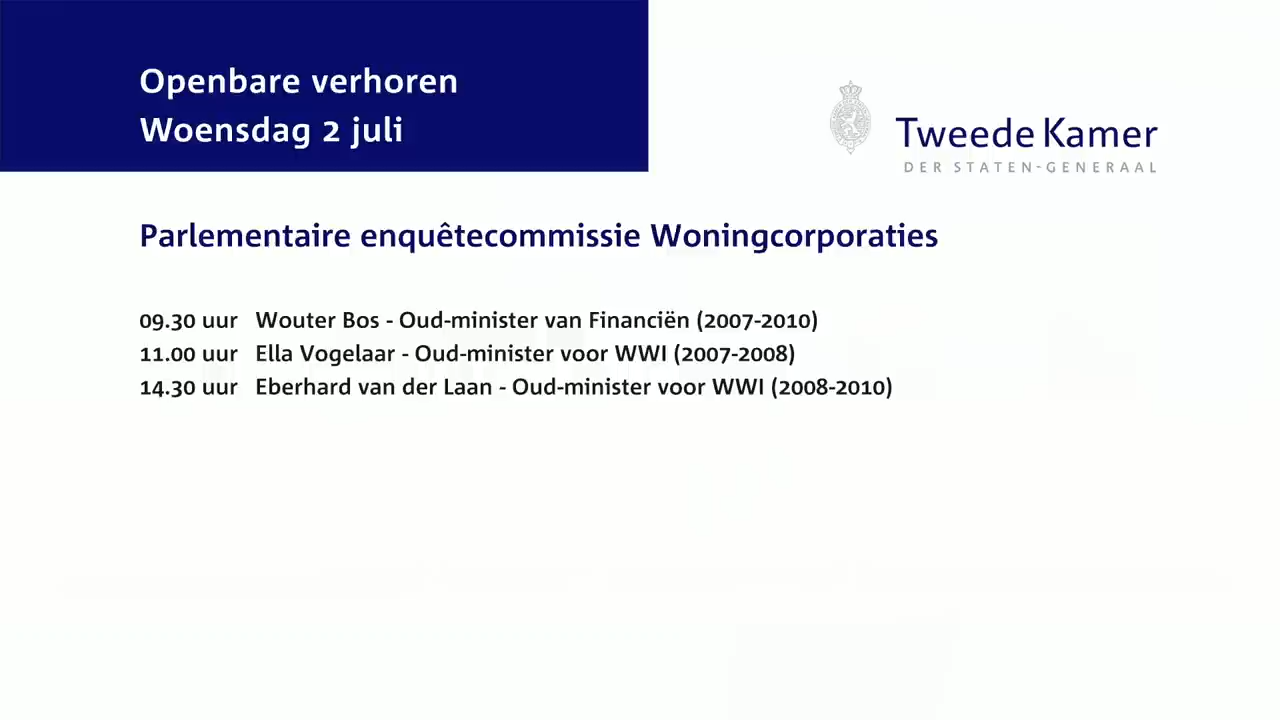 Openbare verhoren
Woensdag 2 juli
Tweede Kamer
DER STATEN-GENERAAL
Parlementaire enquêtecommissie Woningcorporaties
09.30 uur Wouter Bos - Oud-minister van Financiën (2007-2010)
11.00 uur Ella Vogelaar - Oud-minister voor WWI (2007-2008)
14.30 uur Eberhard van der Laan - Oud-minister voor WWI (2008-2010)